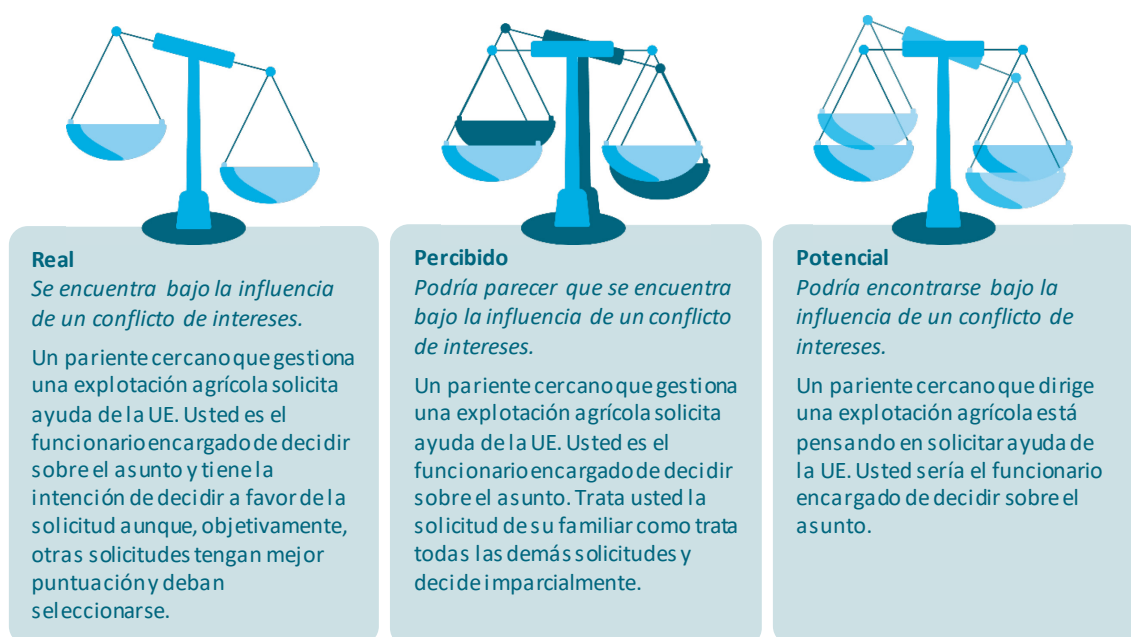 Real
Se encuentra bajo la influencia
de un conflicto de intereses.
Un pariente cercano que gestiona
una explotación agrícola solicita
ayuda de la UE. Usted es el
funcionario encargado de decidir
sobre el asunto y tiene la
intención de decidir a favor de la
solicitud aunque, objetivamente,
otras solicitudes tengan mejor
puntuación y deban
seleccionarse.
Percibido
Podría parecer que se encuentra
bajo la influencia de un conflicto
de intereses.
Un pariente cercano que gestiona
una explotación agrícola solicita
ayuda de la UE. Usted es el
funcionario encargado de decidir
sobre el asunto. Trata usted la
solicitud de su familiar como trata
todas las demás solicitudes y
decide imparcialmente.
Potencial
Podría encontrarse bajo la
influencia de un conflicto de
intereses.
Un pariente cercano que dirige
una explotación agrícola está
pensando en solicitar ayuda de
la UE. Usted sería el funcionario
encargado de decidir sobre el
asunto.